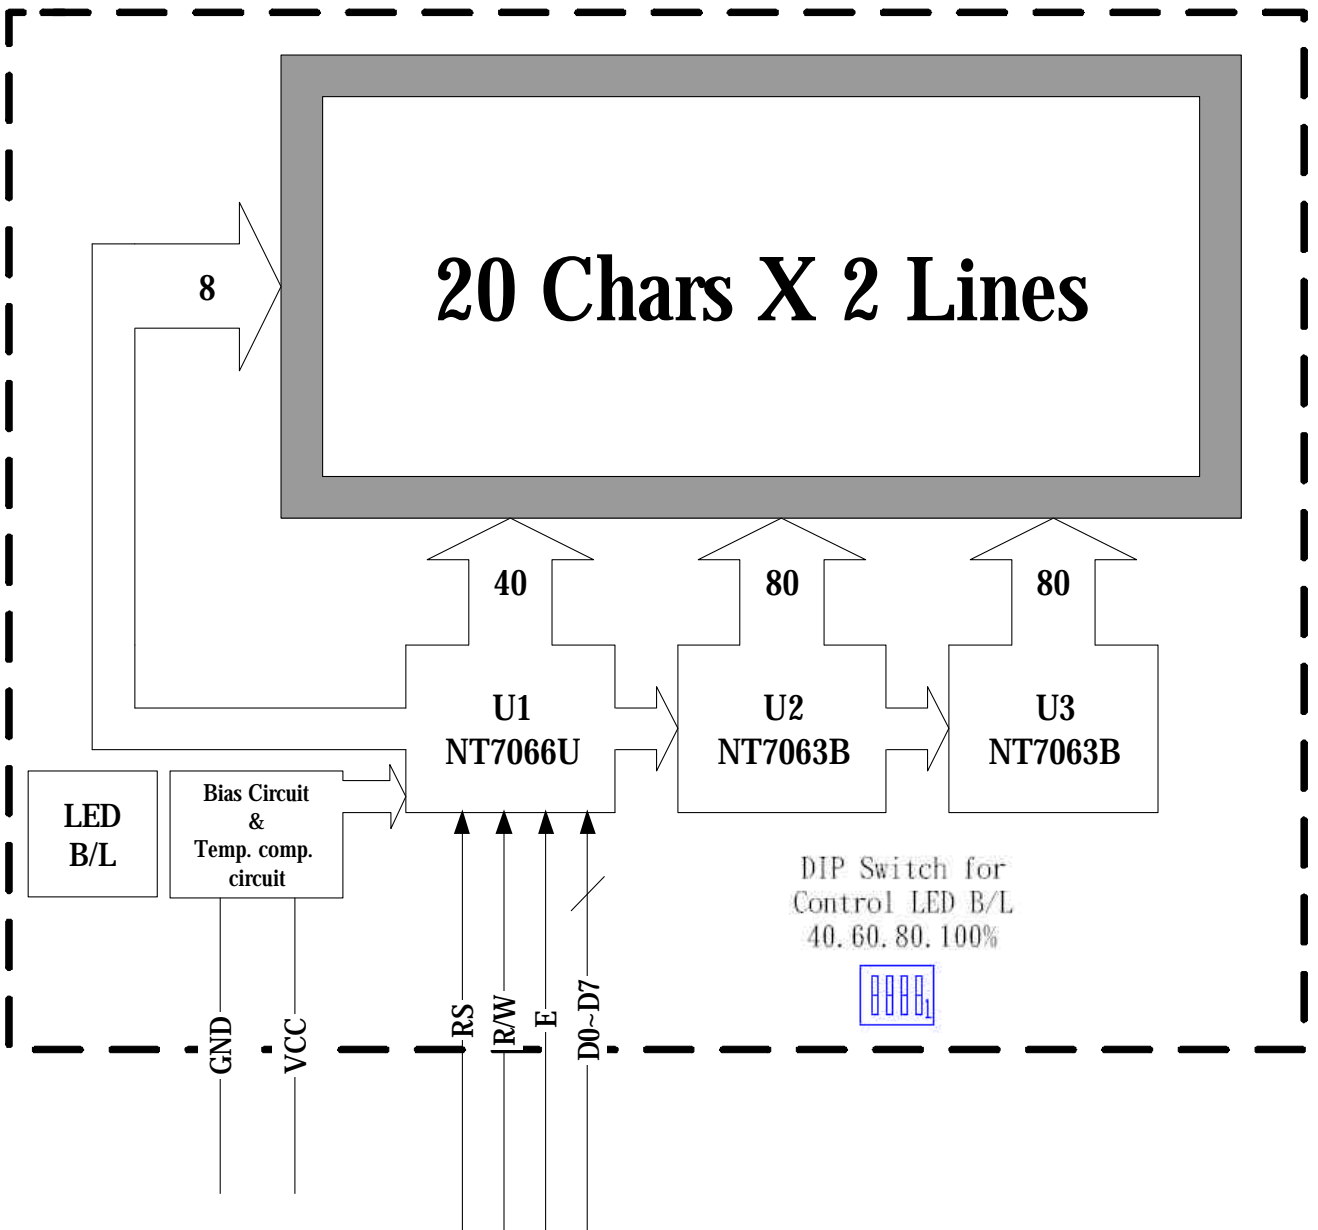 20 Chars X 2 Lines
8
40
80
80
U1
NT7066U
U2
NT7063B
U3
NT7063B
LED
B/L
Bias Circuit
&
Temp. comp.
circuit
DIP Switch for
Control LED B/L
40.60.80.100%
1
GND
VCC
RS
R/W
E
D0~D7